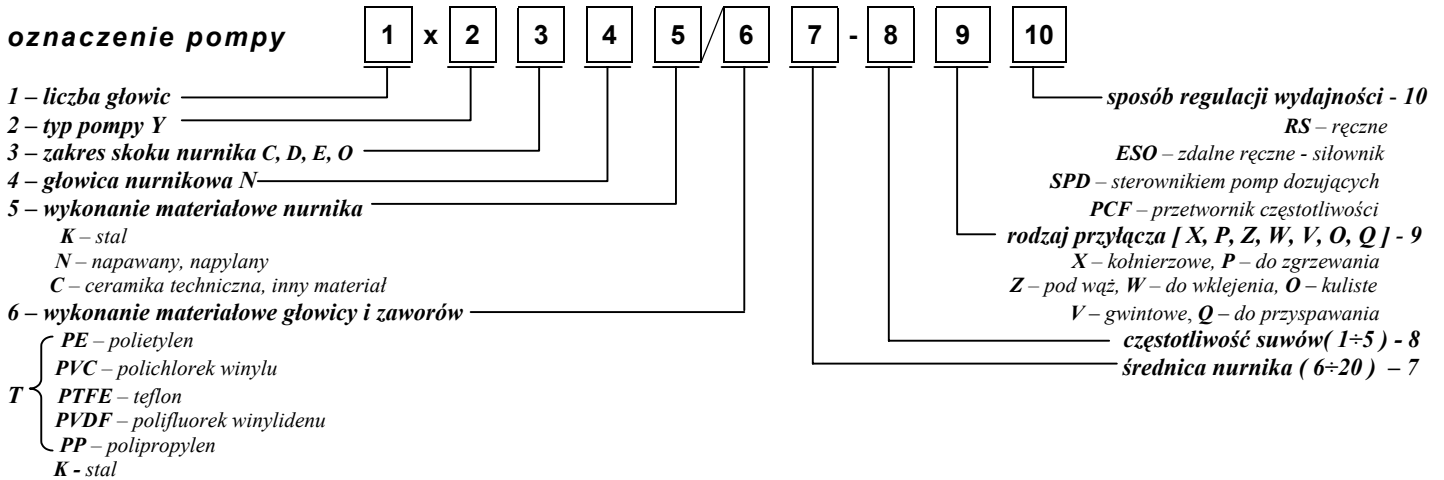 oznaczenie pompy 1 x 2 3 4 5 / 6 7 - 8 9 10
1 – liczba głowic
2 – typ pompy Y
3 – zakres skoku nurnika C, D, E, O
4 – głowica nurnikowa N
5 – wykonanie materiałowe nurnika
K – stal
N – napawany, napylany
C – ceramika techniczna, inny materiał
6 – wykonanie materiałowe głowicy i zaworów
PE – polietylen
PVC – polichlorek winylu
T PTFE – teflon
PVDF – polifluorek winylidenu
PP – polipropylen
K - stal
sposób regulacji wydajności - 10
RS – ręczne
ESO – zdalne ręczne - siłownik
SPD – sterownikiem pomp dozujących
PCF – przetwornik częstotliwości
rodzaj przyłącza [ X, P, Z, W, V, O, Q ] - 9
X – kołnierzowe, P – do zgrzewania
Z – pod wąż, W – do wklejenia, O – kuliste
V – gwintowe, Q – do przyspawania
częstotliwość suwów( 1÷5 ) - 8
średnica nurnika ( 6÷20 ) – 7